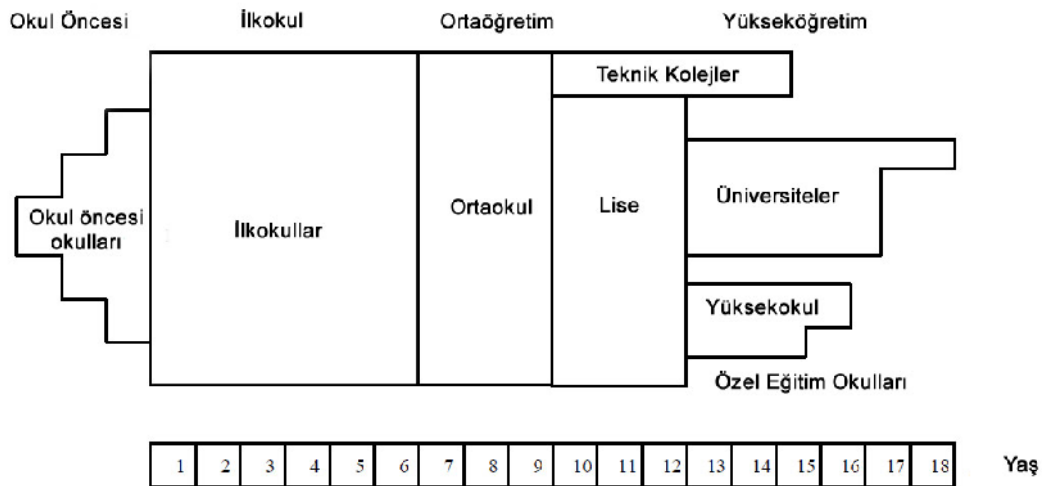 Okul Öncesi İlkokul Ortaöğretim Yükseköğretim
Teknik Kolejler
Okul öncesi
okulları
İlkokullar
Ortaokul
Lise
Üniversiteler
Yüksekokul
Özel Eğitim Okulları
1 2 3 4 5 6 7 8 9 10 11 12 13 14 15 16 17 18 Yaş